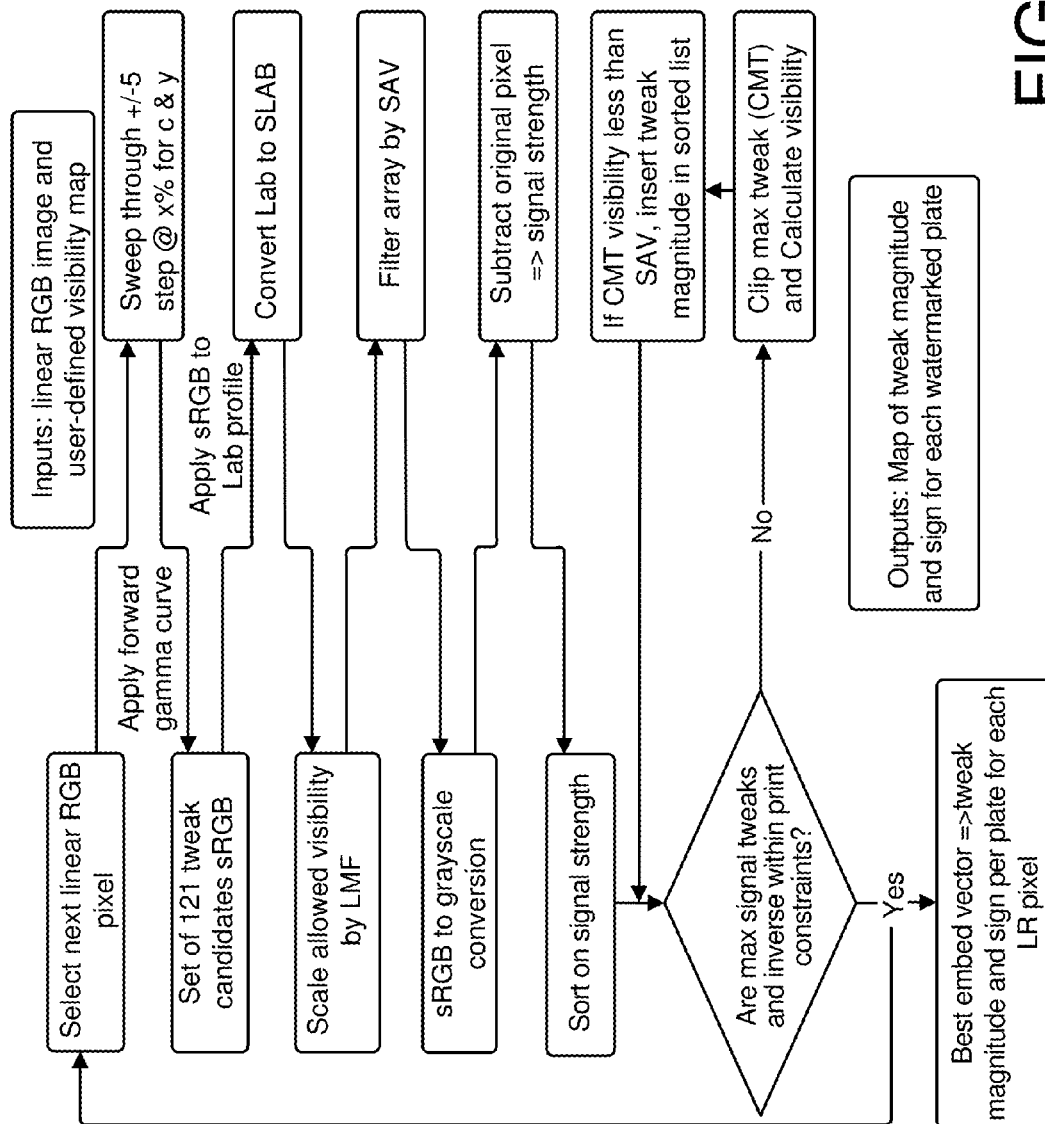 Inputs: linear RGB image and
user-defined visibility map
Select next linear RGB
pixel
Apply forward
gamma curve
Sweep through +/-5
step @ x% for c & y
Set of 121 tweak
candidates sRGB
Apply sRGB to
Lab profile
Convert Lab to SLAB
Scale allowed visibility
by LMF
Filter array by SAV
sRGB to grayscale
conversion
Subtract original pixel
=> signal strength
Sort on signal strength
If CMT visibility less than
SAV, insert tweak
magnitude in sorted list
Are max signal tweaks
and inverse within print
constraints?
No
Clip max tweak (CMT)
and Calculate visibility
Yes
Best embed vector =>tweak
magnitude and sign per plate for each
LR pixel
Outputs: Map of tweak magnitude
and sign for each watermarked plate
FIG